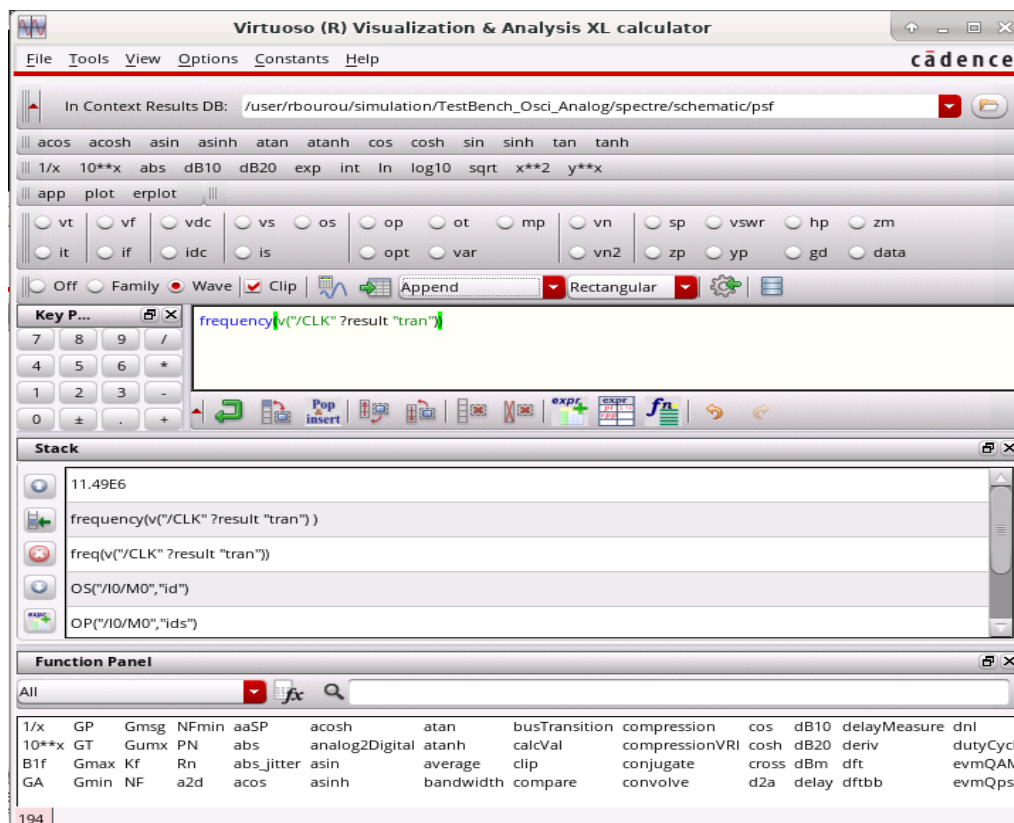 Virtuoso (R) Visualization & Analysis XL calculator
File Tools View Options Constants Help cādence
In Context Results DB: /user/rbourou/simulation/TestBench_Osci_Analog/spectre/schematic/psf
acos acosh asin asinh atan atanh cos cosh sin sinh tan tanh
1/x 10**x abs dB10 dB20 exp int ln log10 sqrt x**2 y**x
app plot erplot
vt vf vdc vs os op ot mp vn sp vswr hp zm
it if idc is opt var vn2 zp yp gd data
Off Family Wave Clip Append Rectangular
Key P...
7 8 9 /
4 5 6 *
1 2 3 -
0 ± . +
frequency(v("/CLK" ?result "tran"))
Pop & insert expr expr fn
Stack
11.49E6
frequency(v("/CLK" ?result "tran") )
freq(v("/CLK" ?result "tran"))
OS("/I0/M0","id")
expr OP("/I0/M0","ids")
Function Panel
All fx
1/x GP Gmsg NFmin aaSP acosh atan busTransition compression cos dB10 delayMeasure dnl
10**x GT Gumx PN abs analog2Digital atanh calcVal compressionVRI cosh dB20 deriv dutyCycl
B1f Gmax Kf Rn abs_jitter asin average clip conjugate cross dBm dft evmQAM
GA Gmin NF a2d acos asinh bandwidth compare convolve d2a delay dftbb evmQps
194